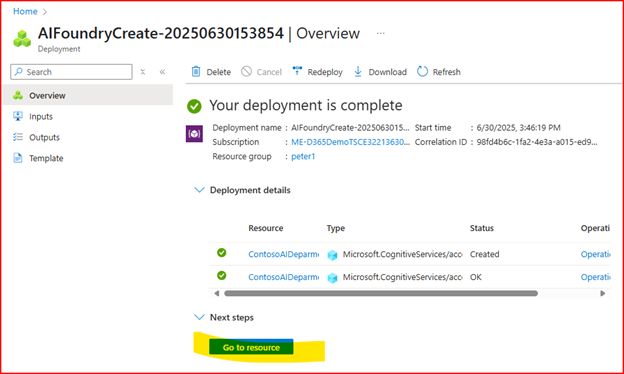 Home >
AIFoundryCreate-20250630153854 | Overview ...
Deployment
Search
Delete Cancel Redeploy Download Refresh
Overview
Inputs
Outputs
Template
Your deployment is complete
Deployment name : AIFoundryCreate-2025063015... Start time : 6/30/2025, 3:46:19 PM
Subscription : ME-D365DemoTSCE32213630... Correlation ID : 98fd4b6c-1fa2-4e3a-a015-ed9...
Resource group : peter1
Deployment details
Resource Type Status Operati
ContosoAIDeparme Microsoft.CognitiveServices/acc Created Operati
ContosoAIDeparme Microsoft.CognitiveServices/acc OK Operati
Next steps
Go to resource